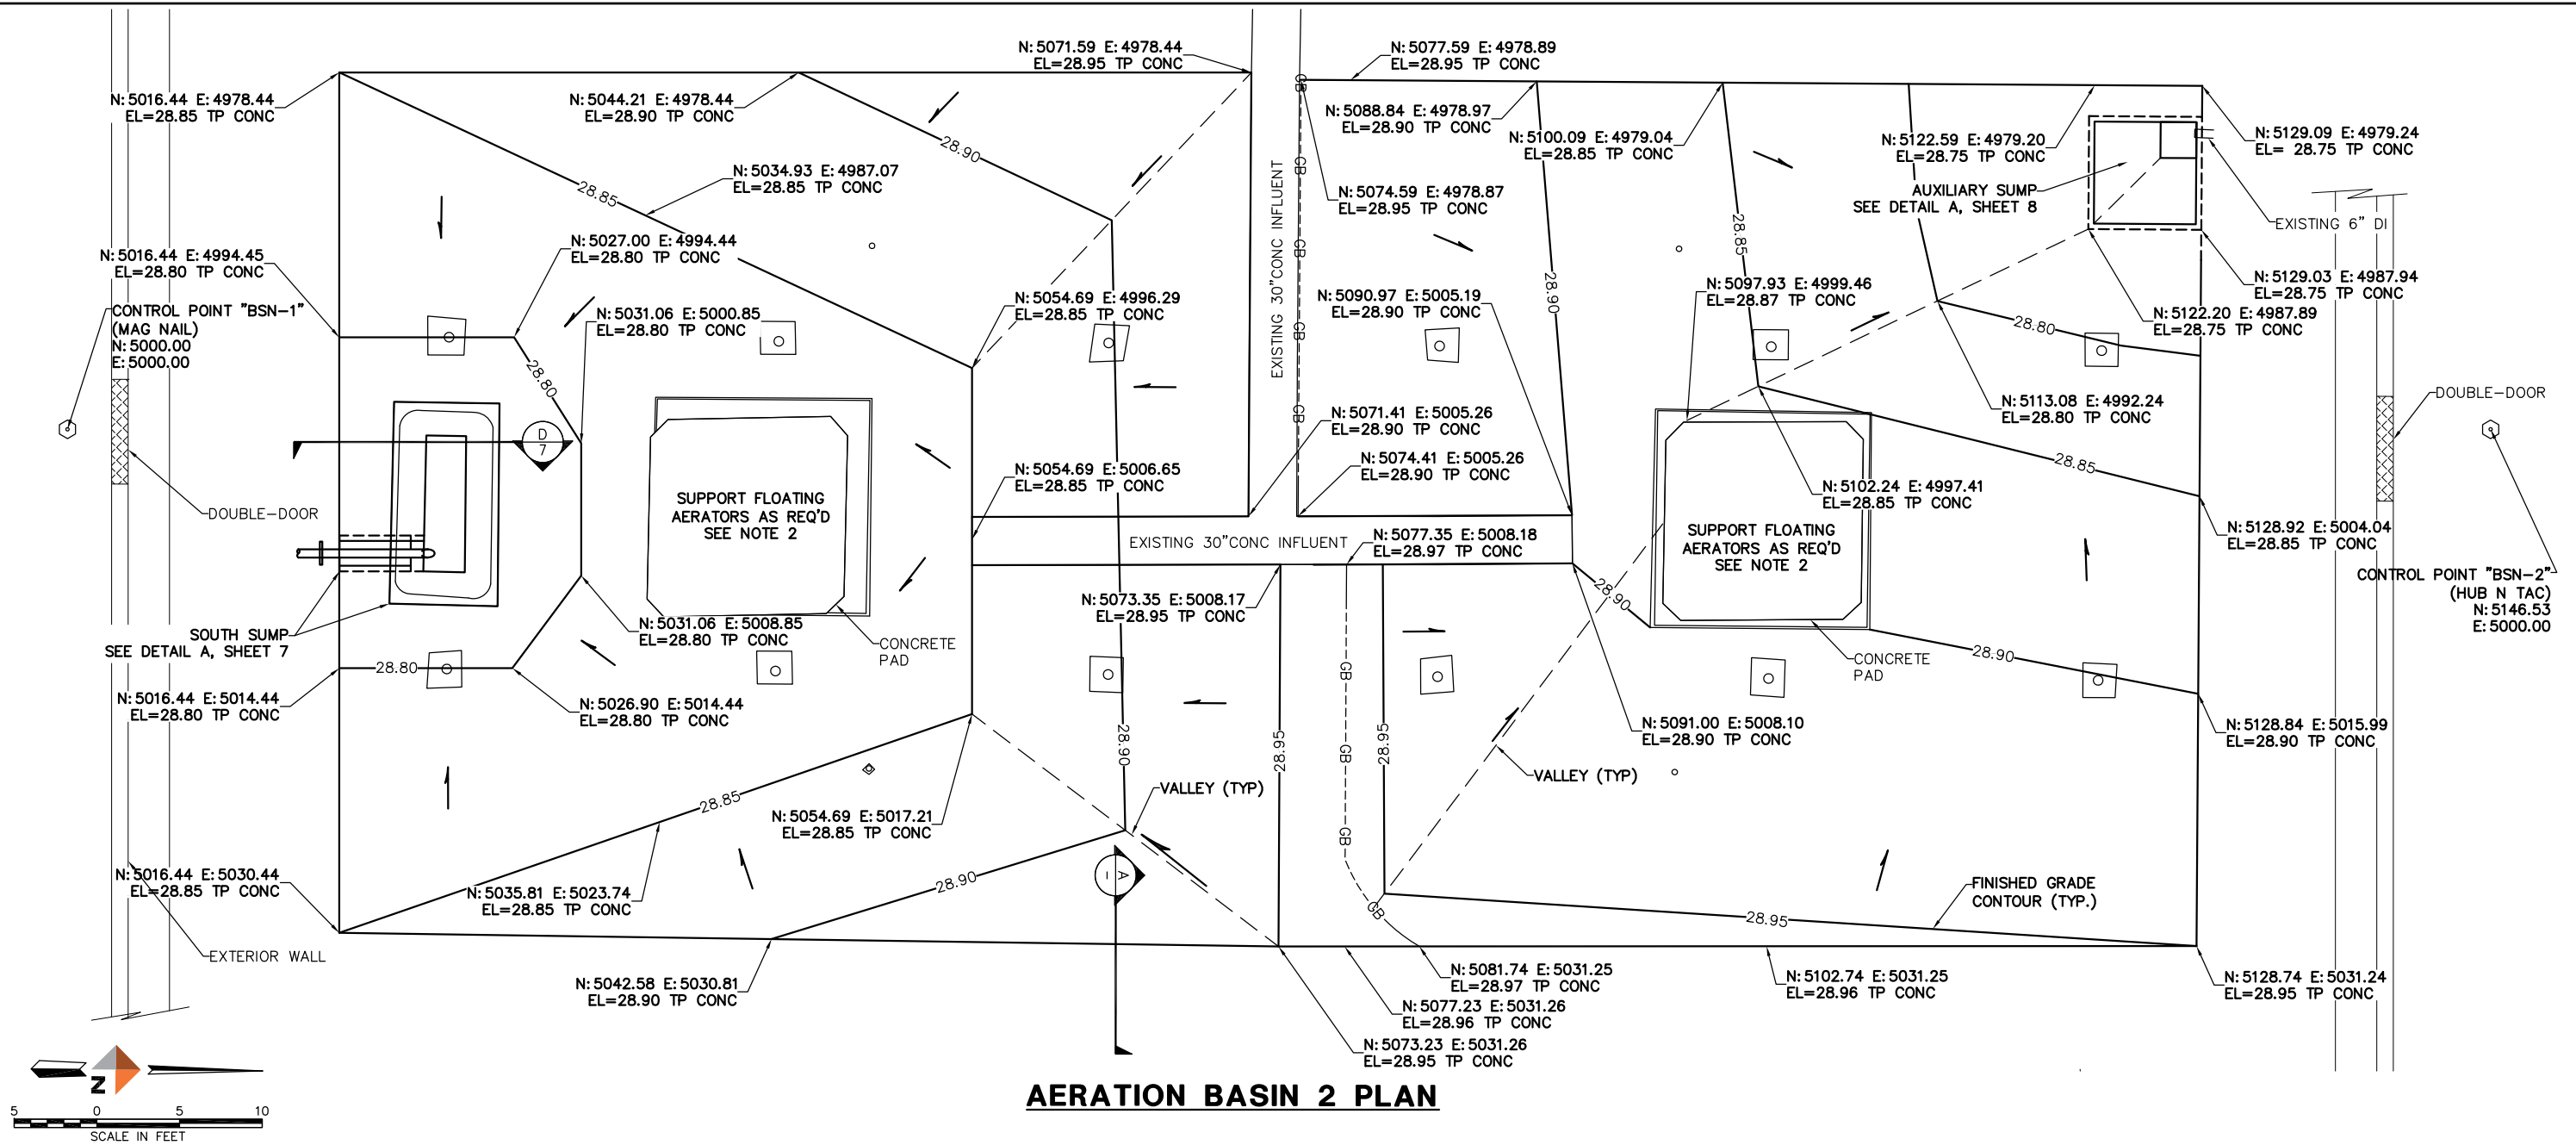 N: 5071.59 E: 4978.44
EL=28.95 TP CONC
N: 5077.59 E: 4978.89
EL=28.95 TP CONC
N: 5016.44 E: 4978.44
EL=28.85 TP CONC
N: 5044.21 E: 4978.44
EL=28.90 TP CONC
GB
N: 5088.84 E: 4978.97
EL=28.90 TP CONC
N: 5100.09 E: 4979.04
EL=28.85 TP CONC
N: 5122.59 E: 4979.20
EL=28.75 TP CONC
N: 5129.09 E: 4979.24
EL= 28.75 TP CONC
28.90
28.85
N: 5034.93 E: 4987.07
EL=28.85 TP CONC
GB
N: 5074.59 E: 4978.87
EL=28.95 TP CONC
AUXILIARY SUMP
SEE DETAIL A, SHEET 8
EXISTING 6" DI
28.85
N: 5016.44 E: 4994.45
EL=28.80 TP CONC
N: 5027.00 E: 4994.44
EL=28.80 TP CONC
EXISTING 30"CONC INFLUENT
GB
N: 5129.03 E: 4987.94
EL=28.75 TP CONC
CONTROL POINT "BSN-1"
(MAG NAIL)
N: 5000.00
E: 5000.00
N: 5031.06 E: 5000.85
EL=28.80 TP CONC
N: 5054.69 E: 4996.29
EL=28.85 TP CONC
N: 5090.97 E: 5005.19
EL=28.90 TP CONC
28.90
N: 5097.93 E: 4999.46
EL=28.87 TP CONC
N: 5122.20 E: 4987.89
EL=28.75 TP CONC
GB
28.80
28.80
DOUBLE-DOOR
N: 5113.08 E: 4992.24
EL=28.80 TP CONC
GB
N: 5071.41 E: 5005.26
EL=28.90 TP CONC
D
7
N: 5054.69 E: 5006.65
EL=28.85 TP CONC
N: 5074.41 E: 5005.26
EL=28.90 TP CONC
28.85
N: 5102.24 E: 4997.41
EL=28.85 TP CONC
DOUBLE-DOOR
SUPPORT FLOATING
AERATORS AS REQ'D
SEE NOTE 2
SUPPORT FLOATING
AERATORS AS REQ'D
SEE NOTE 2
N: 5128.92 E: 5004.04
EL=28.85 TP CONC
EXISTING 30"CONC INFLUENT
N: 5077.35 E: 5008.18
EL=28.97 TP CONC
CONTROL POINT "BSN-2"
(HUB N TAC)
N: 5146.53
E: 5000.00
28.90
N: 5073.35 E: 5008.17
EL=28.95 TP CONC
SOUTH SUMP
SEE DETAIL A, SHEET 7
N: 5031.06 E: 5008.85
EL=28.80 TP CONC
CONCRETE
PAD
CONCRETE
PAD
28.90
28.80
GB
N: 5016.44 E: 5014.44
EL=28.80 TP CONC
N: 5026.90 E: 5014.44
EL=28.80 TP CONC
N: 5091.00 E: 5008.10
EL=28.90 TP CONC
N: 5128.84 E: 5015.99
EL=28.90 TP CONC
28.90
28.95
GB
28.95
VALLEY (TYP)
VALLEY (TYP)
28.85
N: 5054.69 E: 5017.21
EL=28.85 TP CONC
GB
N: 5016.44 E: 5030.44
EL=28.85 TP CONC
N: 5035.81 E: 5023.74
EL=28.85 TP CONC
28.90
A
GB
28.95
FINISHED GRADE
CONTOUR (TYP.)
EXTERIOR WALL
N: 5042.58 E: 5030.81
EL=28.90 TP CONC
N: 5081.74 E: 5031.25
EL=28.97 TP CONC
N: 5102.74 E: 5031.25
EL=28.96 TP CONC
N: 5128.74 E: 5031.24
EL=28.95 TP CONC
N: 5077.23 E: 5031.26
EL=28.96 TP CONC
N: 5073.23 E: 5031.26
EL=28.95 TP CONC
N
5 0 5 10
SCALE IN FEET
AERATION BASIN 2 PLAN